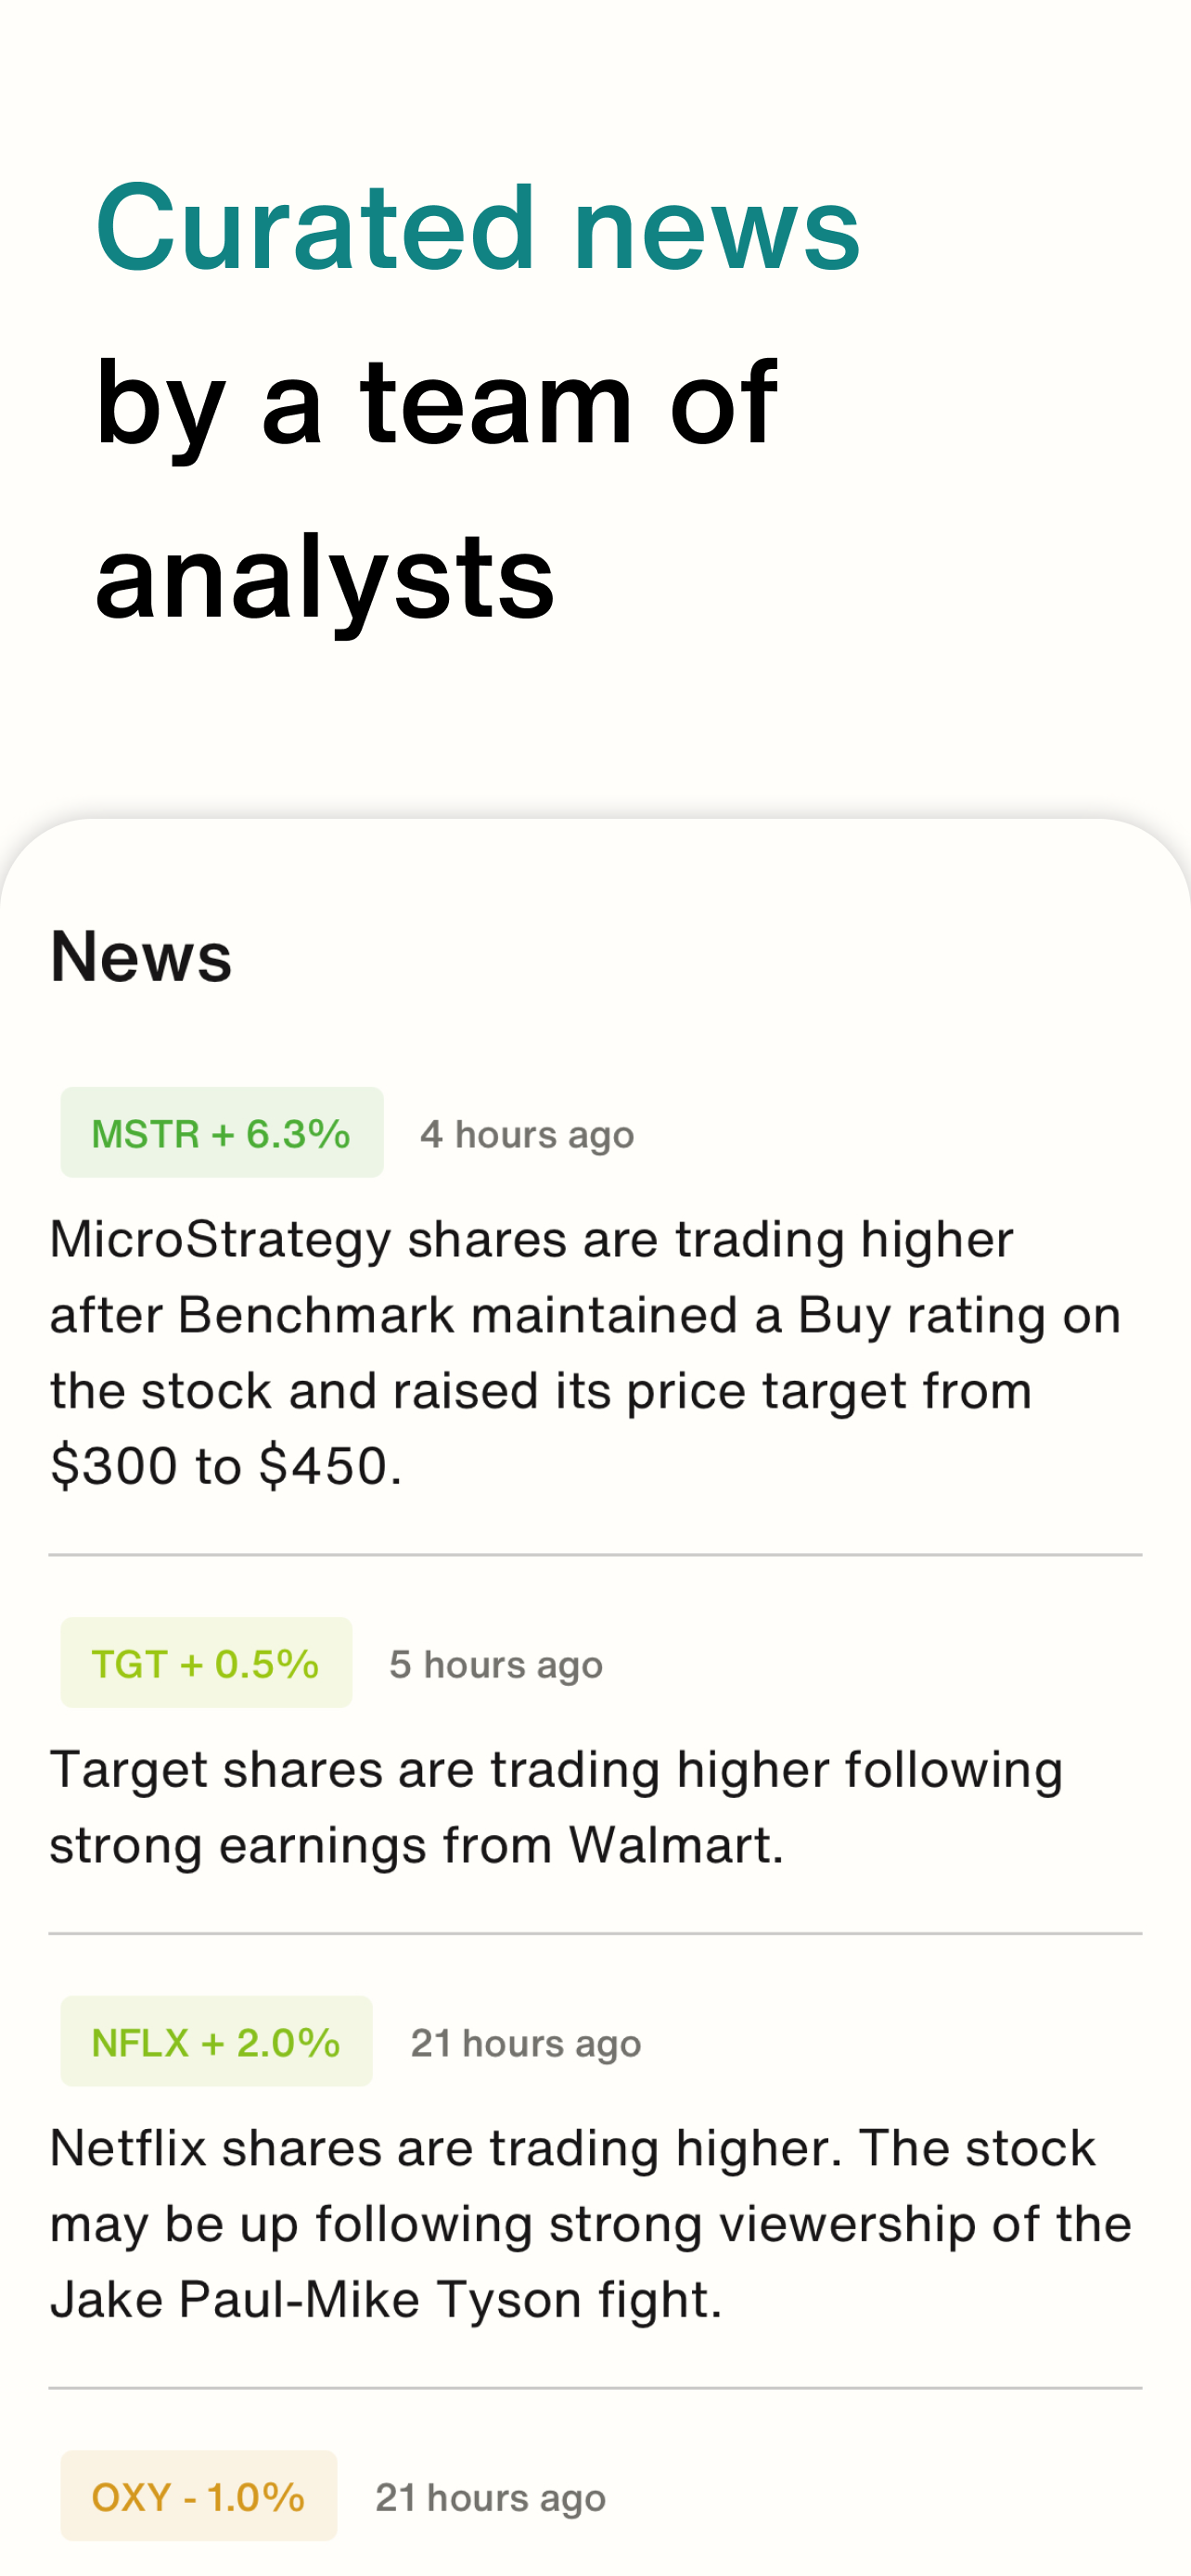 Curated news
by a team of
analysts
News
MSTR + 6.3% 4 hours ago
MicroStrategy shares are trading higher
after Benchmark maintained a Buy rating on
the stock and raised its price target from
$300 to $450.
TGT + 0.5% 5 hours ago
Target shares are trading higher following
strong earnings from Walmart.
NFLX + 2.0% 21 hours ago
Netflix shares are trading higher. The stock
may be up following strong viewership of the
Jake Paul-Mike Tyson fight.
OXY - 1.0% 21 hours ago